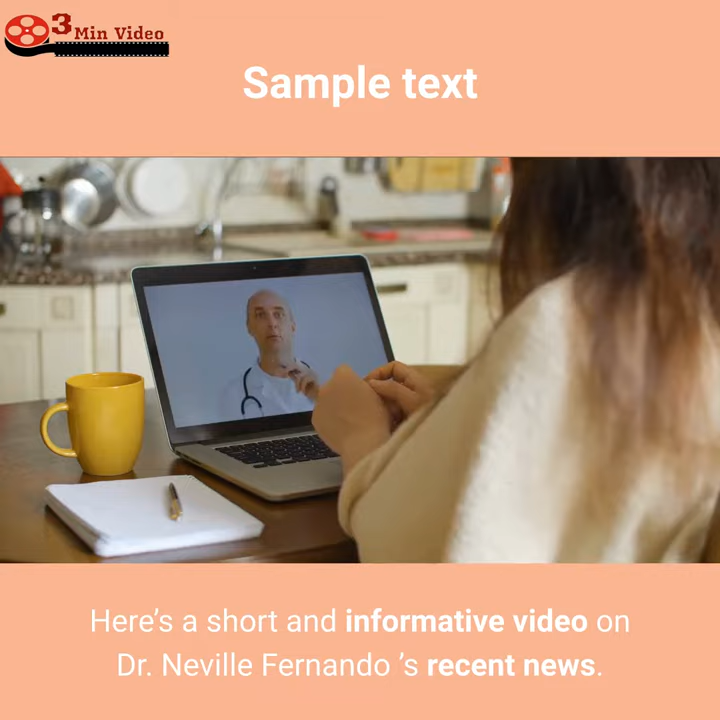 3 Min Video
Sample text
Here’s a short and informative video on
Dr. Neville Fernando ’s recent news.